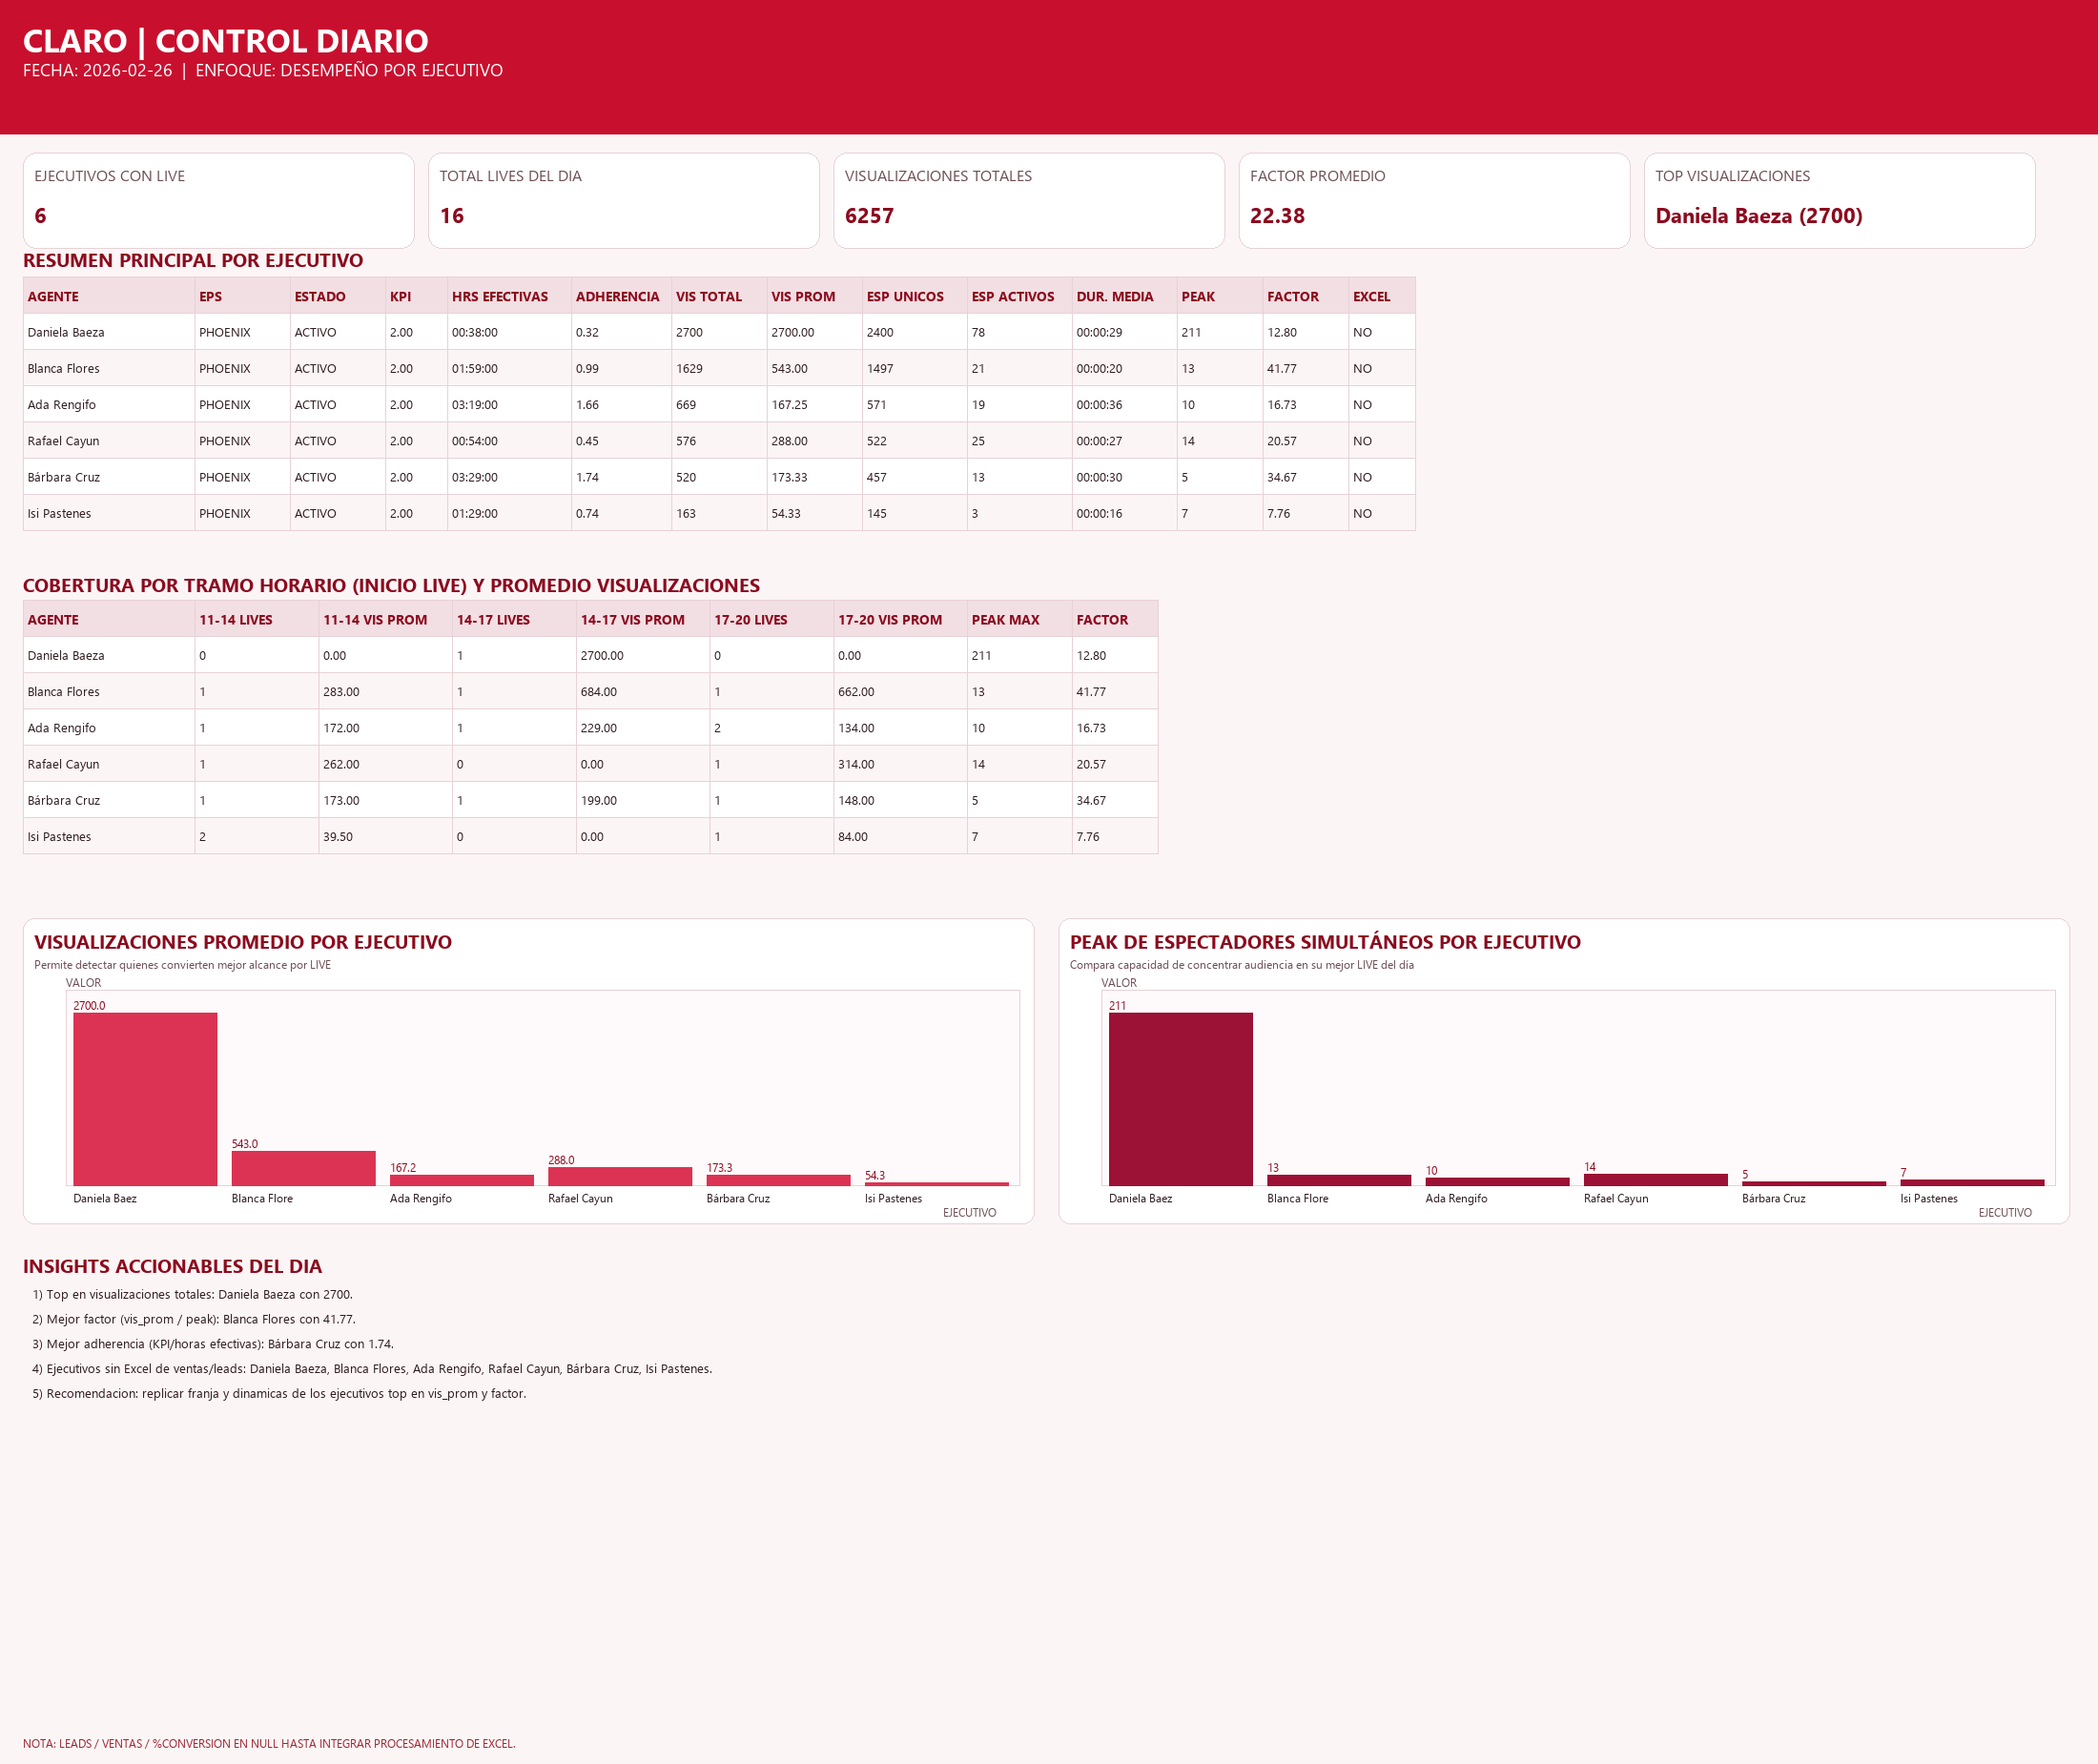 CLARO | CONTROL DIARIO
FECHA: 2026-02-26 | ENFOQUE: DESEMPEÑO POR EJECUTIVO
EJECUTIVOS CON LIVE
6
TOTAL LIVES DEL DIA
16
VISUALIZACIONES TOTALES
6257
FACTOR PROMEDIO
22.38
TOP VISUALIZACIONES
Daniela Baeza (2700)
RESUMEN PRINCIPAL POR EJECUTIVO
AGENTE EPS ESTADO KPI HRS EFECTIVAS ADHERENCIA VIS TOTAL VIS PROM ESP UNICOS ESP ACTIVOS DUR. MEDIA PEAK FACTOR EXCEL
Daniela Baeza PHOENIX ACTIVO 2.00 00:38:00 0.32 2700 2700.00 2400 78 00:00:29 211 12.80 NO
Blanca Flores PHOENIX ACTIVO 2.00 01:59:00 0.99 1629 543.00 1497 21 00:00:20 13 41.77 NO
Ada Rengifo PHOENIX ACTIVO 2.00 03:19:00 1.66 669 167.25 571 19 00:00:36 10 16.73 NO
Rafael Cayun PHOENIX ACTIVO 2.00 00:54:00 0.45 576 288.00 522 25 00:00:27 14 20.57 NO
Bárbara Cruz PHOENIX ACTIVO 2.00 03:29:00 1.74 520 173.33 457 13 00:00:30 5 34.67 NO
Isi Pastenes PHOENIX ACTIVO 2.00 01:29:00 0.74 163 54.33 145 3 00:00:16 7 7.76 NO
COBERTURA POR TRAMO HORARIO (INICIO LIVE) Y PROMEDIO VISUALIZACIONES
AGENTE 11-14 LIVES 11-14 VIS PROM 14-17 LIVES 14-17 VIS PROM 17-20 LIVES 17-20 VIS PROM PEAK MAX FACTOR
Daniela Baeza 0 0.00 1 2700.00 0 0.00 211 12.80
Blanca Flores 1 283.00 1 684.00 1 662.00 13 41.77
Ada Rengifo 1 172.00 1 229.00 2 134.00 10 16.73
Rafael Cayun 1 262.00 0 0.00 1 314.00 14 20.57
Bárbara Cruz 1 173.00 1 199.00 1 148.00 5 34.67
Isi Pastenes 2 39.50 0 0.00 1 84.00 7 7.76
VISUALIZACIONES PROMEDIO POR EJECUTIVO
Permite detectar quienes convierten mejor alcance por LIVE
VALOR
2700.0
543.0
167.2
288.0
173.3
54.3
Daniela Baez Blanca Flore Ada Rengifo Rafael Cayun Bárbara Cruz Isi Pastenes
EJECUTIVO
PEAK DE ESPECTADORES SIMULTÁNEOS POR EJECUTIVO
Compara capacidad de concentrar audiencia en su mejor LIVE del día
VALOR
211
13
10
14
5
7
Daniela Baez Blanca Flore Ada Rengifo Rafael Cayun Bárbara Cruz Isi Pastenes
EJECUTIVO
INSIGHTS ACCIONABLES DEL DIA
1) Top en visualizaciones totales: Daniela Baeza con 2700.
2) Mejor factor (vis_prom / peak): Blanca Flores con 41.77.
3) Mejor adherencia (KPI/horas efectivas): Bárbara Cruz con 1.74.
4) Ejecutivos sin Excel de ventas/leads: Daniela Baeza, Blanca Flores, Ada Rengifo, Rafael Cayun, Bárbara Cruz, Isi Pastenes.
5) Recomendacion: replicar franja y dinamicas de los ejecutivos top en vis_prom y factor.
NOTA: LEADS / VENTAS / %CONVERSION EN NULL HASTA INTEGRAR PROCESAMIENTO DE EXCEL.